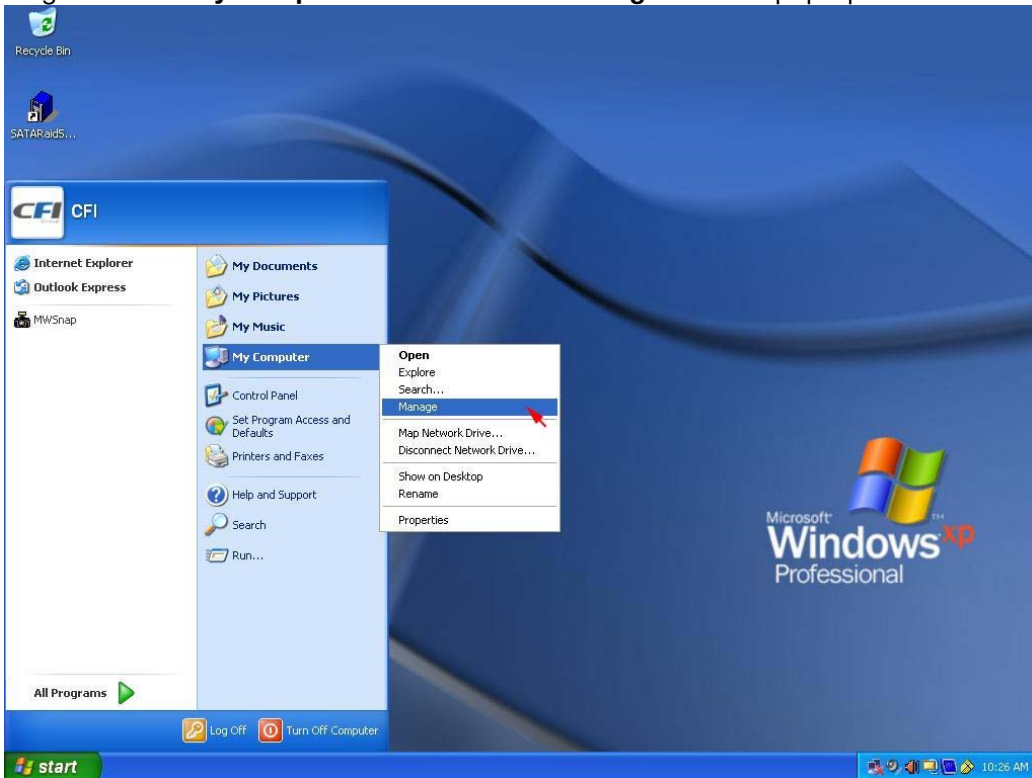 Recycle Bin
SATARaid5...
CFI CFI
Internet Explorer
Outlook Express
MWSnap
My Documents
My Pictures
My Music
My Computer
Control Panel
Set Program Access and
Defaults
Printers and Faxes
Help and Support
Search
Run...
Open
Explore
Search...
Manage
Map Network Drive...
Disconnect Network Drive...
Show on Desktop
Rename
Properties
Microsoft
Windows xp
TM
Professional
All Programs
Log Off Turn Off Computer
start 10:26 AM